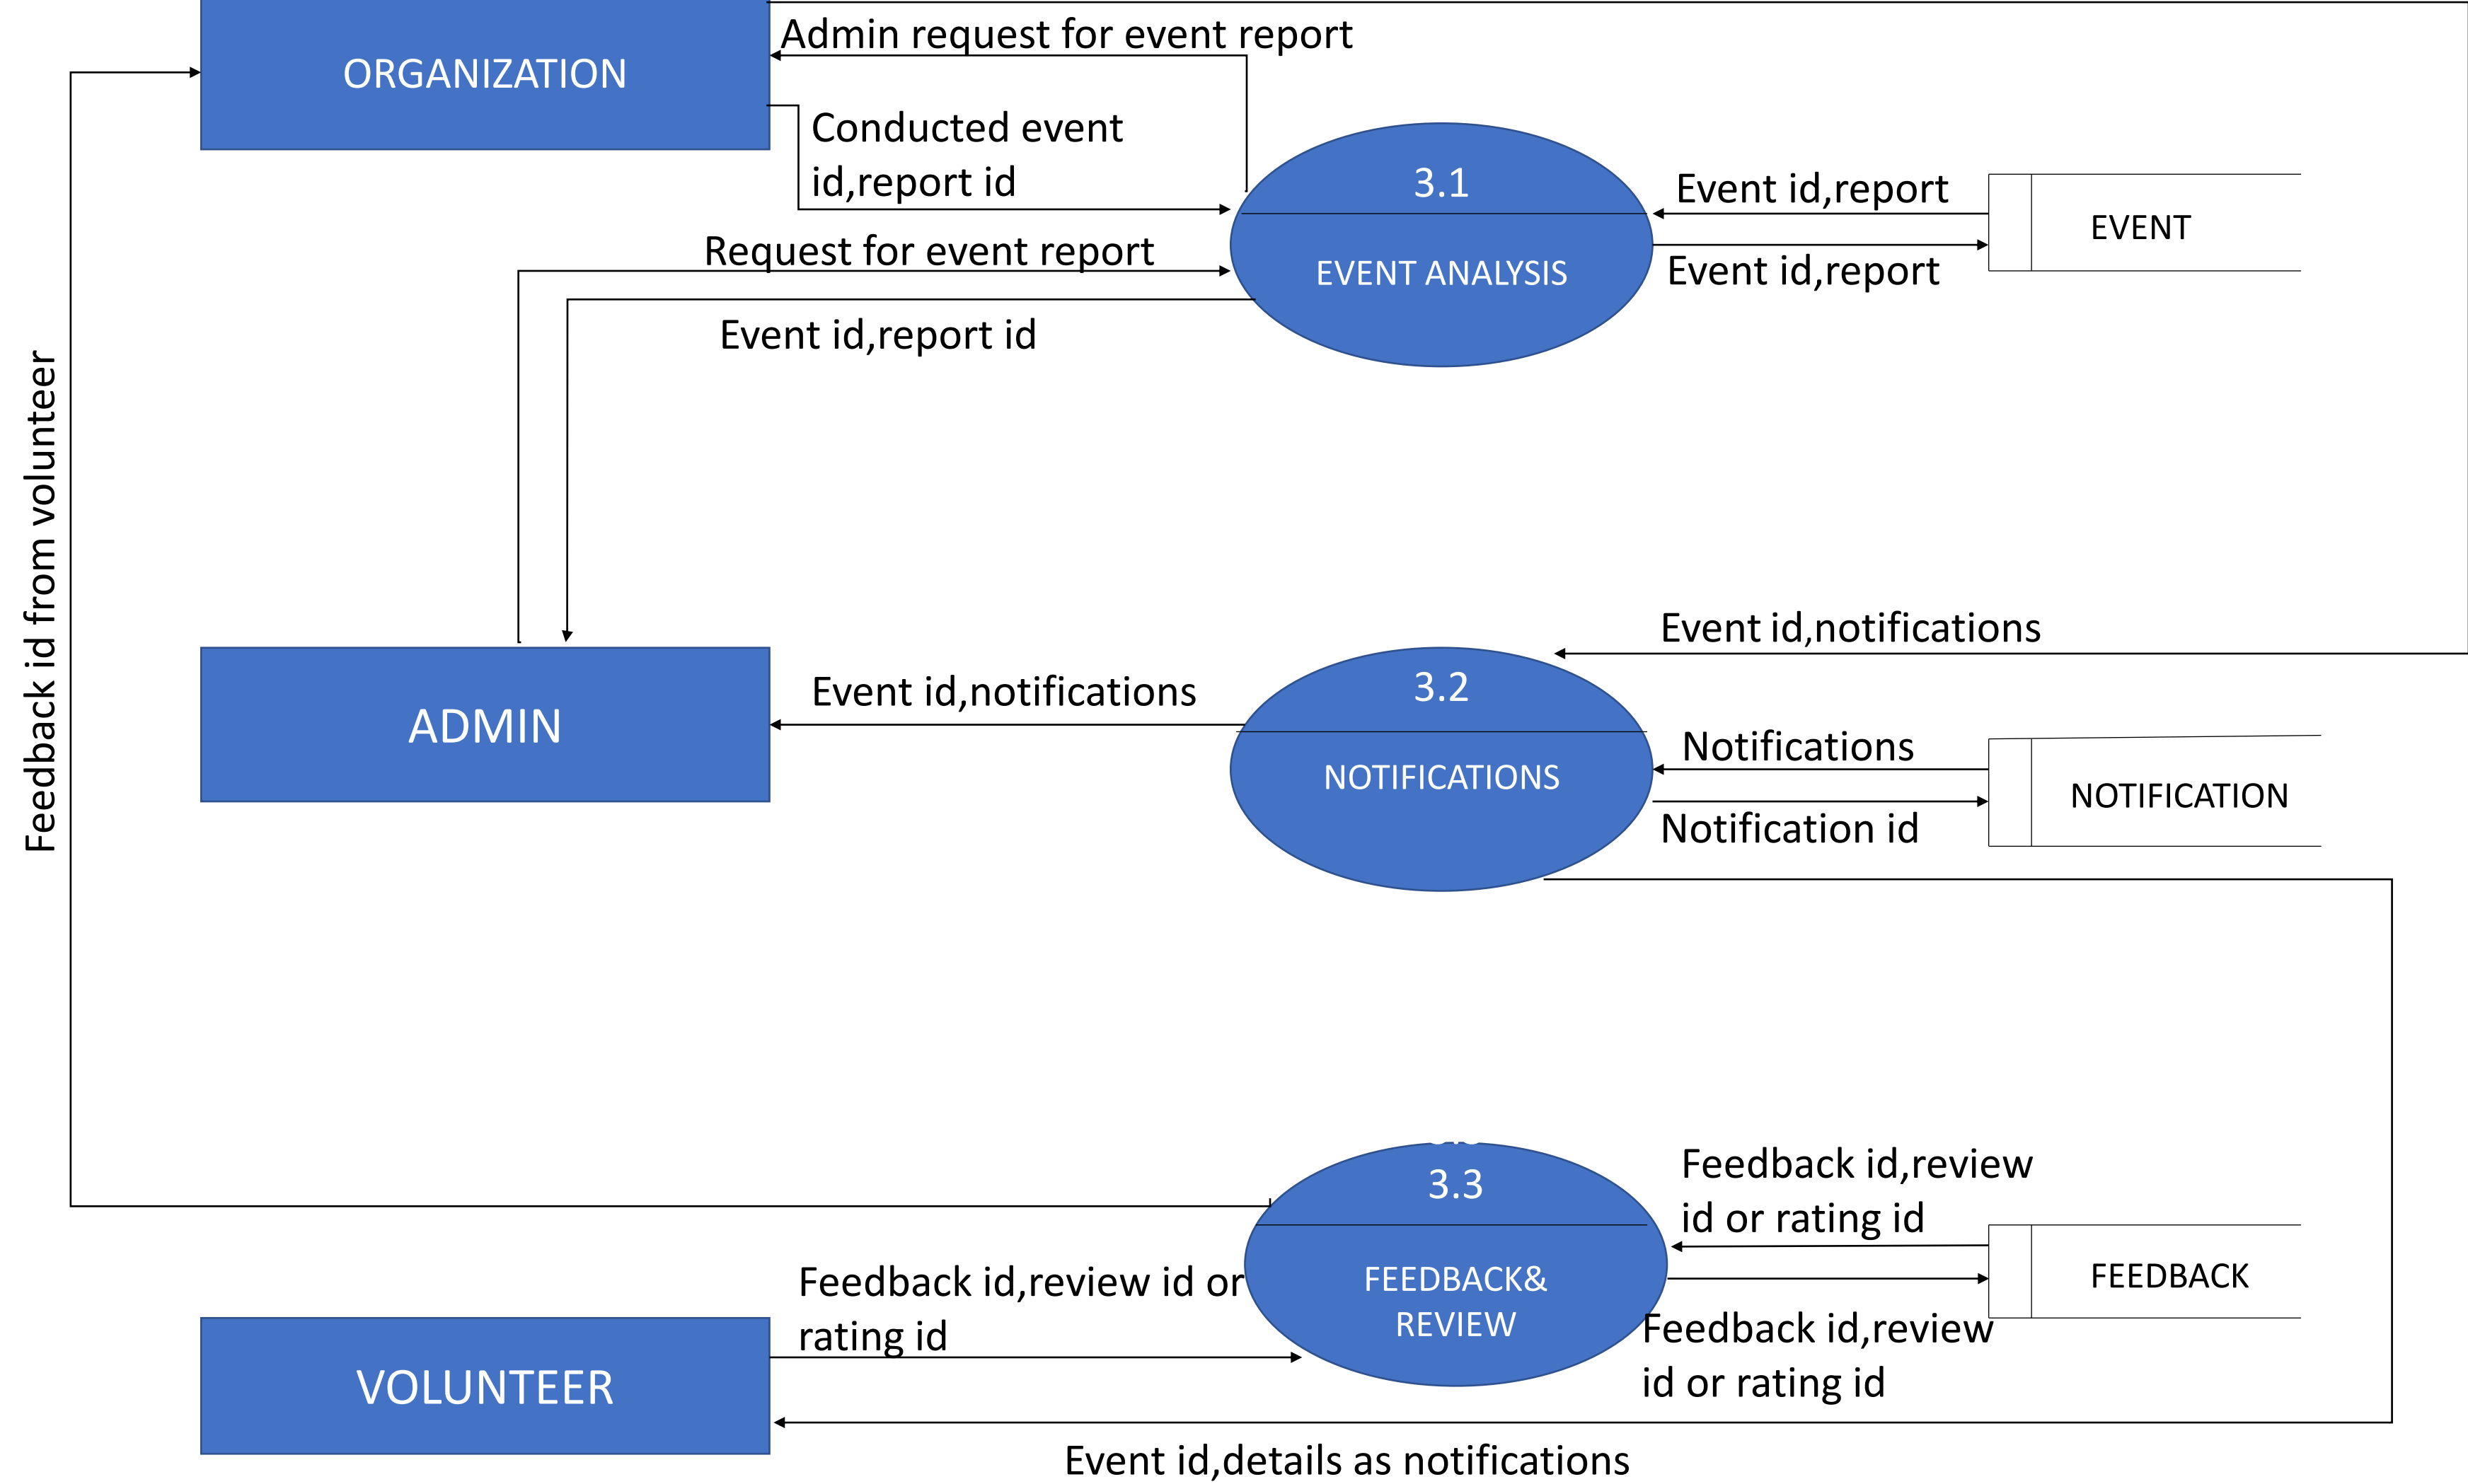 Admin request for event report
ORGANIZATION
Conducted event
id,report id
3.1
Event id,report
EVENT
Request for event report
EVENT ANALYSIS
Event id,report
Event id,report id
Feedback id from volunteer
Event id,notifications
Event id,notifications
3.2
ADMIN
Notifications
NOTIFICATIONS
NOTIFICATION
Notification id
3.3
Feedback id,review
id or rating id
Feedback id,review id or
rating id
FEEDBACK&
REVIEW
FEEDBACK
Feedback id,review
id or rating id
VOLUNTEER
Event id,details as notifications